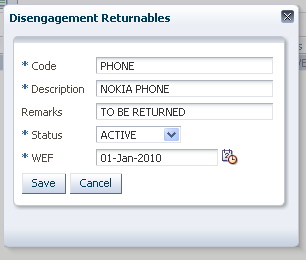 Disengagement Returnables
* Code PHONE
* Description NOKIA PHONE
Remarks TO BE RETURNED
* Status ACTIVE
* WEF 01-Jan-2010
Save Cancel